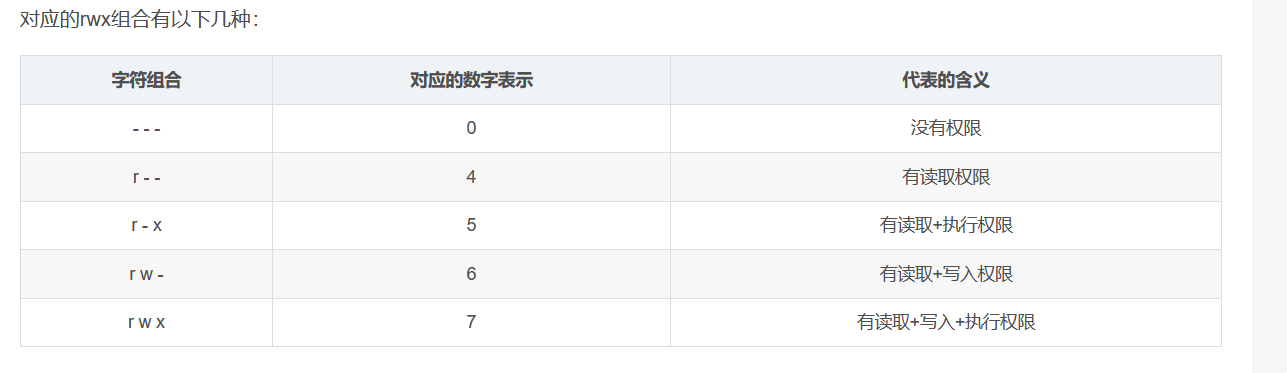 对应的rwx组合有以下几种：
字符组合 对应的数字表示 代表的含义
- - - 0 没有权限
r - - 4 有读取权限
r - x 5 有读取+执行权限
r w - 6 有读取+写入权限
r w x 7 有读取+写入+执行权限